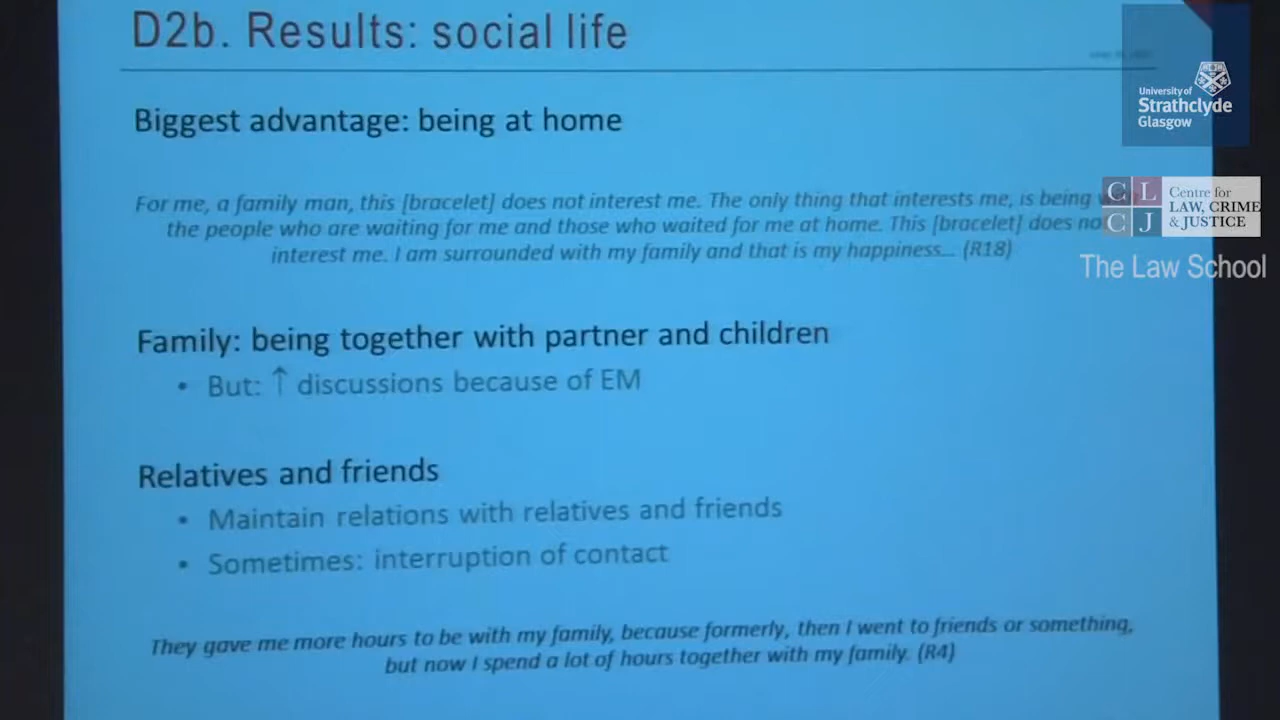 D2b. Results: social life
University of
Strathclyde
Glasgow
Biggest advantage: being at home
For me, a family man, this [bracelet] does not interest me. The only thing that interests me, is being
the people who are waiting for me and those who waited for me at home. This [bracelet] does no
interest me. I am surrounded with my family and that is my happiness... (R18)
C L
C J
Centre for
LAW, CRIME
& JUSTICE
The Law School
Family: being together with partner and children
• But: ↑ discussions because of EM
Relatives and friends
• Maintain relations with relatives and friends
• Sometimes: interruption of contact
They gave me more hours to be with my family, because formerly, then I went to friends or something,
but now I spend a lot of hours together with my family. (R4)